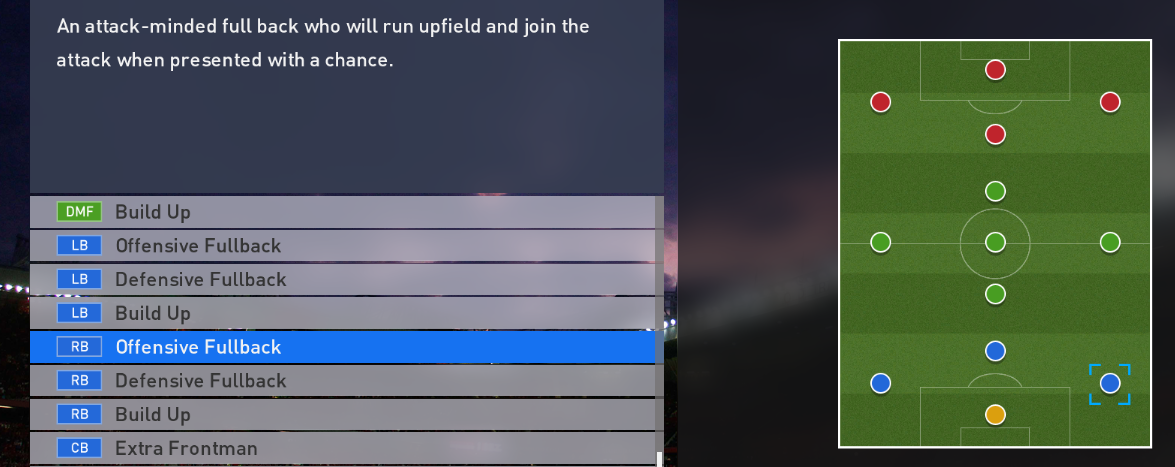 An attack-minded full back who will run upfield and join the
attack when presented with a chance.
DMF Build Up
LB Offensive Fullback
LB Defensive Fullback
LB Build Up
RB Offensive Fullback
RB Defensive Fullback
RB Build Up
CB Extra Frontman